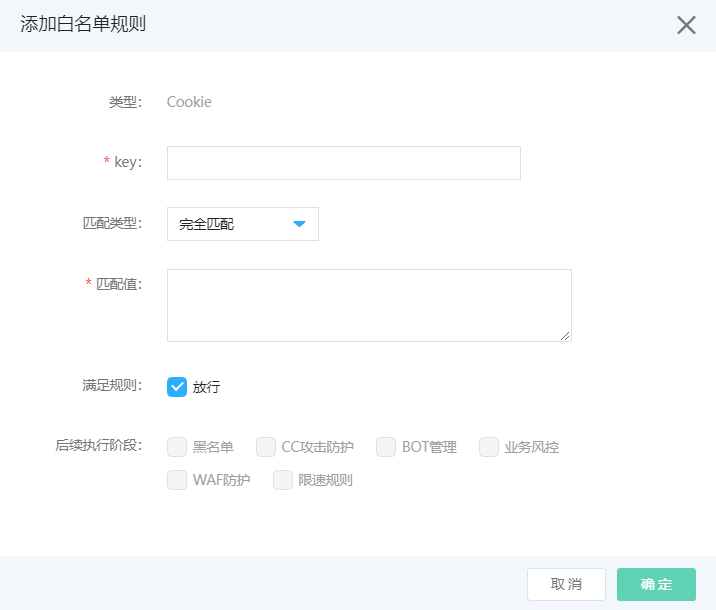 添加白名单规则
类型: Cookie
* key:
匹配类型: 完全匹配
* 匹配值:
满足规则: 放行
后续执行阶段: 黑名单 CC攻击防护 BOT管理 业务风控
WAF防护 限速规则
取消 确定